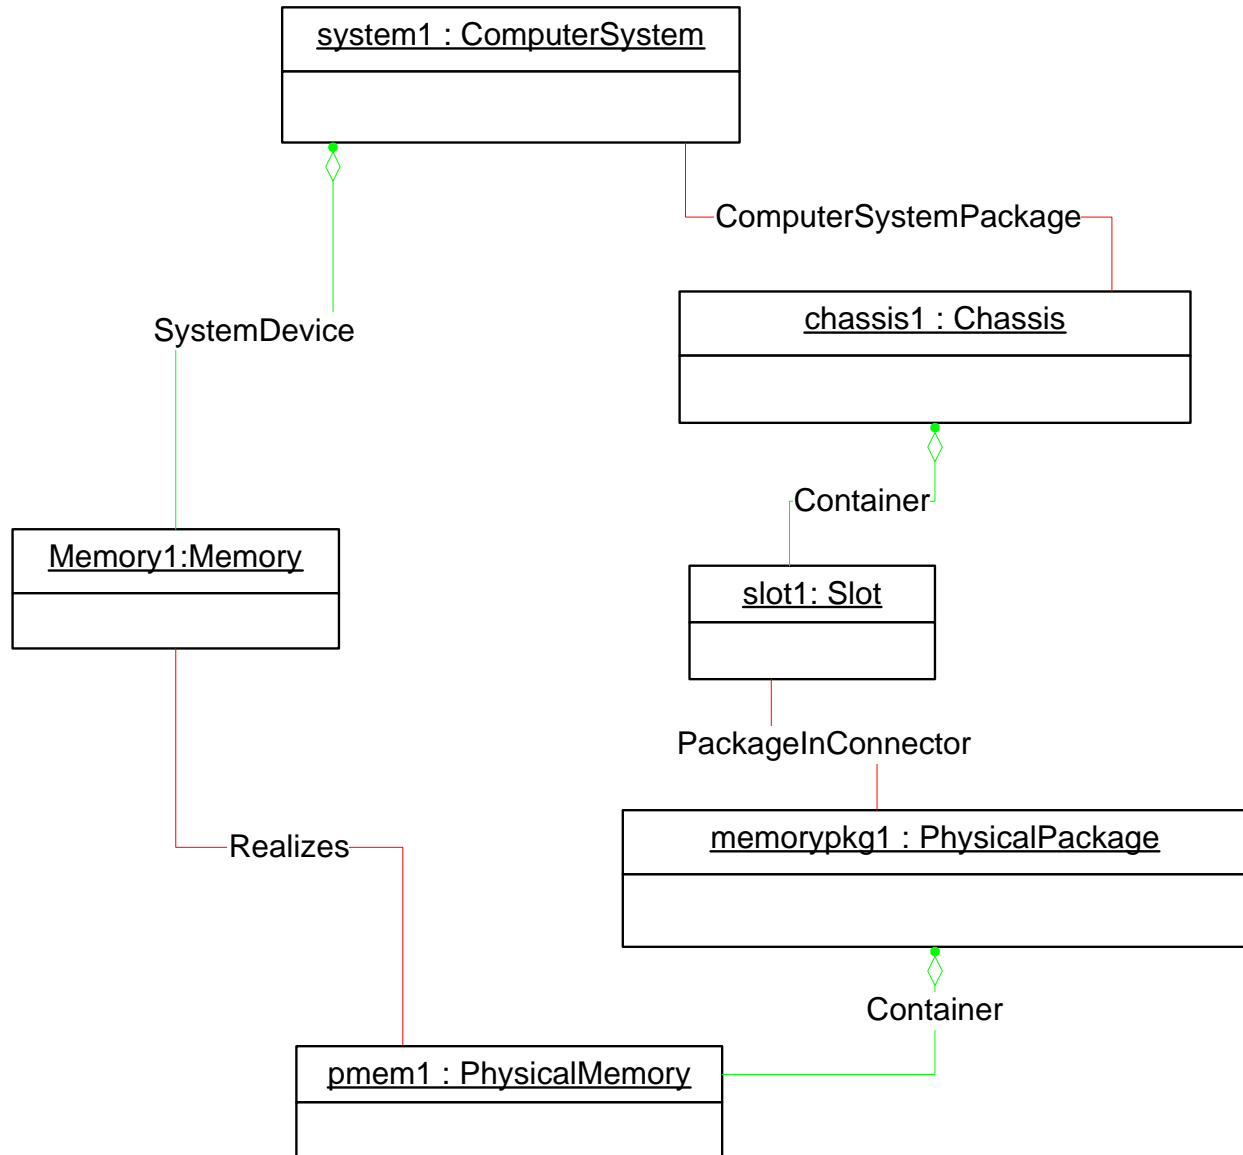 system1 : ComputerSystem
ComputerSystemPackage
chassis1 : Chassis
SystemDevice
Container
Memory1:Memory
slot1: Slot
PackageInConnector
memorypkg1 : PhysicalPackage
Realizes
Container
pmem1 : PhysicalMemory